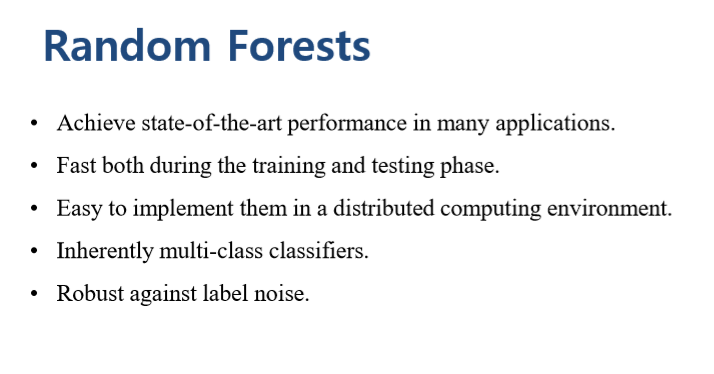 Random Forests
• Achieve state-of-the-art performance in many applications.
• Fast both during the training and testing phase.
• Easy to implement them in a distributed computing environment.
• Inherently multi-class classifiers.
• Robust against label noise.